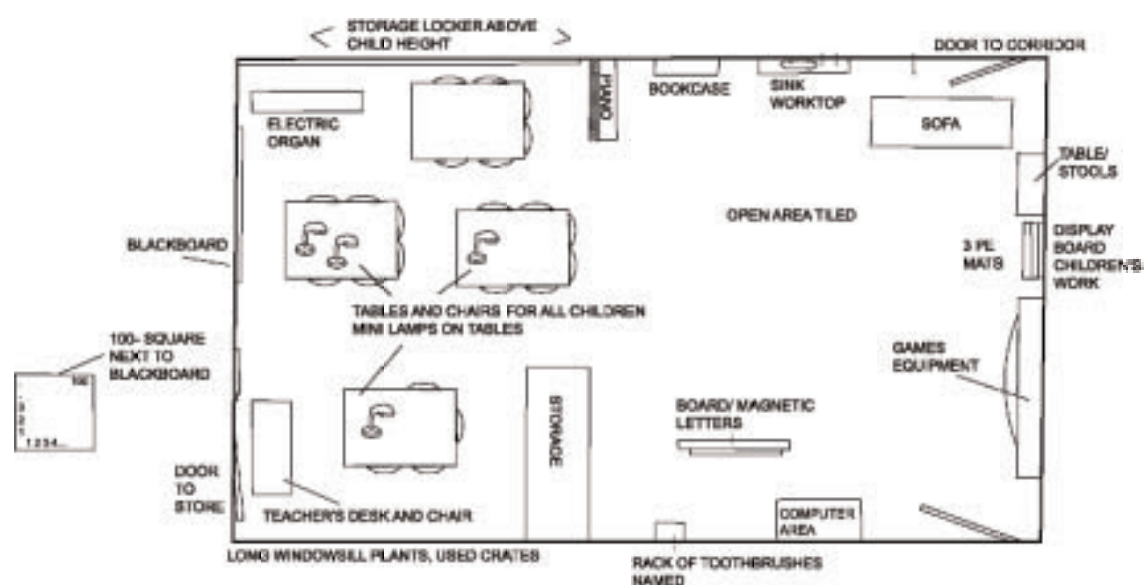 STORAGE LOCKER ABOVE
CHILD HEIGHT
DOOR TO CORRIDOR
ELECTRIC
ORGAN
PIANO
BOOKCASE
SINK
WORKTOP
SOFA
TABLE/
STOOLS
OPEN AREA TILED
BLACKBOARD
3 PE
MATS
DISPLAY
BOARD
CHILDREN'S
WORK
TABLES AND CHAIRS FOR ALL CHILDREN
MINI LAMPS ON TABLES
100- SQUARE
NEXT TO
BLACKBOARD
100
1 2 3 4...
GAMES
EQUIPMENT
STORAGE
BOARD/ MAGNETIC
LETTERS
DOOR
TO
STORE
TEACHER'S DESK AND CHAIR
COMPUTER
AREA
LONG WINDOWSILL PLANTS, USED CRATES
RACK OF TOOTHBRUSHES
NAMED